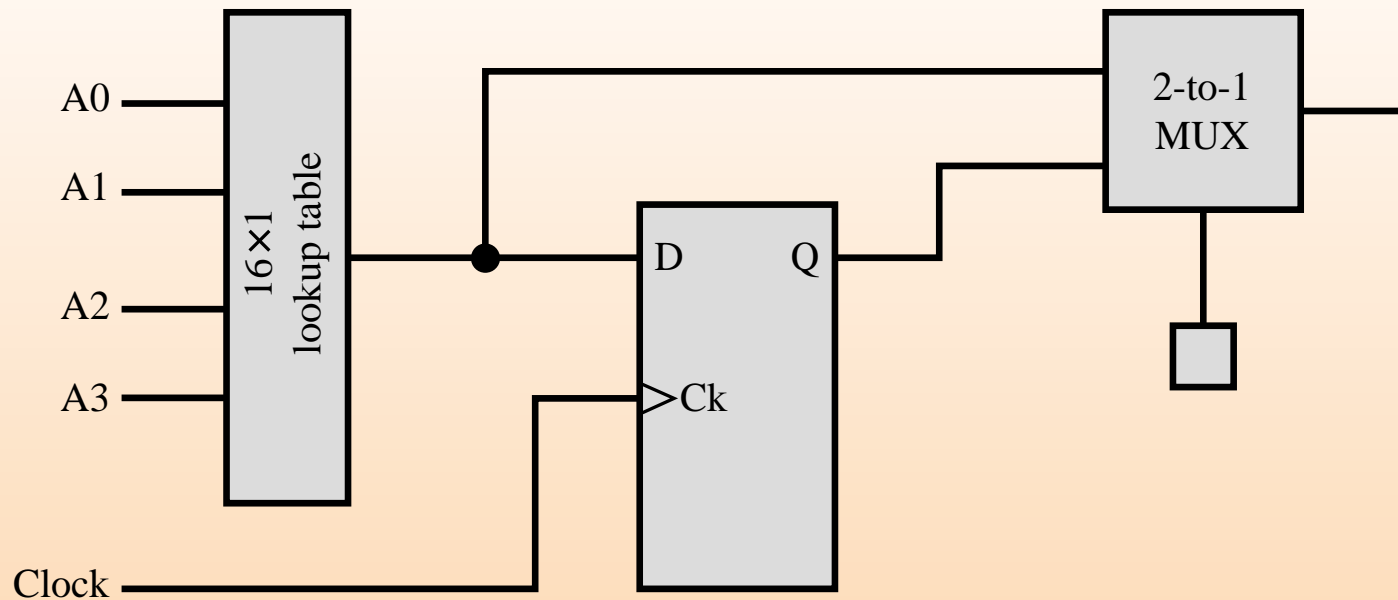 A0
A1
A2
A3
Clock
16×1
lookup table
D
Q
Ck
2-to-1
MUX